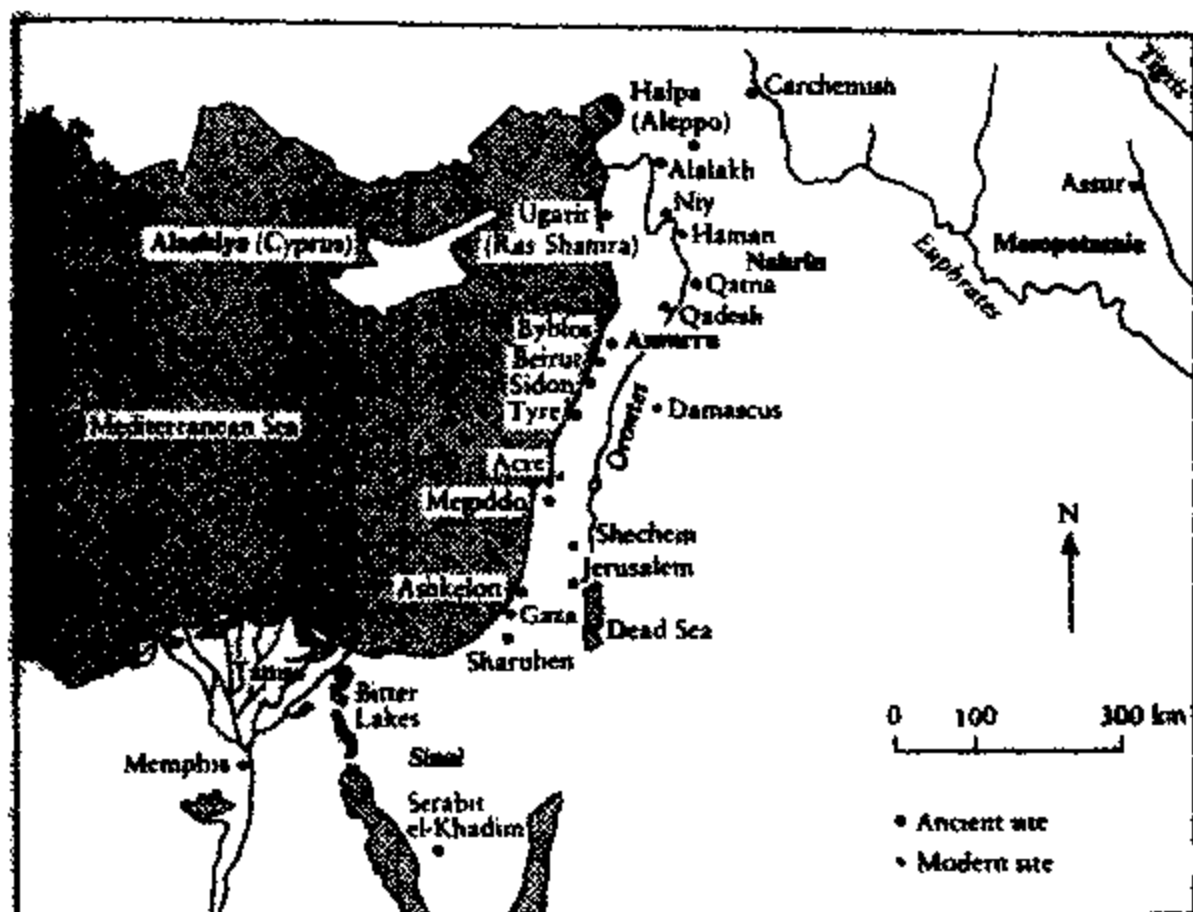 Tigris
Halpa
(Aleppo)
Carchemish
Alalakh
Assur
Niy
Ugarit
(Ras Shamra)
Alashiya (Cyprus)
Haman
Mesopotamia
Nahrin
Euphrates
Qatna
Qadesh
Byblos
Amurru
Beirut
Sidon
Tyre
Damascus
Mediterranean Sea
Orontes
Acre
Megiddo
N
Shechem
Jerusalem
Ashkelon
Gaza
Dead Sea
Sharuhen
Bitter
Lakes
0 100 300 km
Memphis
Sinai
Serabit
el-Khadim
Ancient site
Modern site